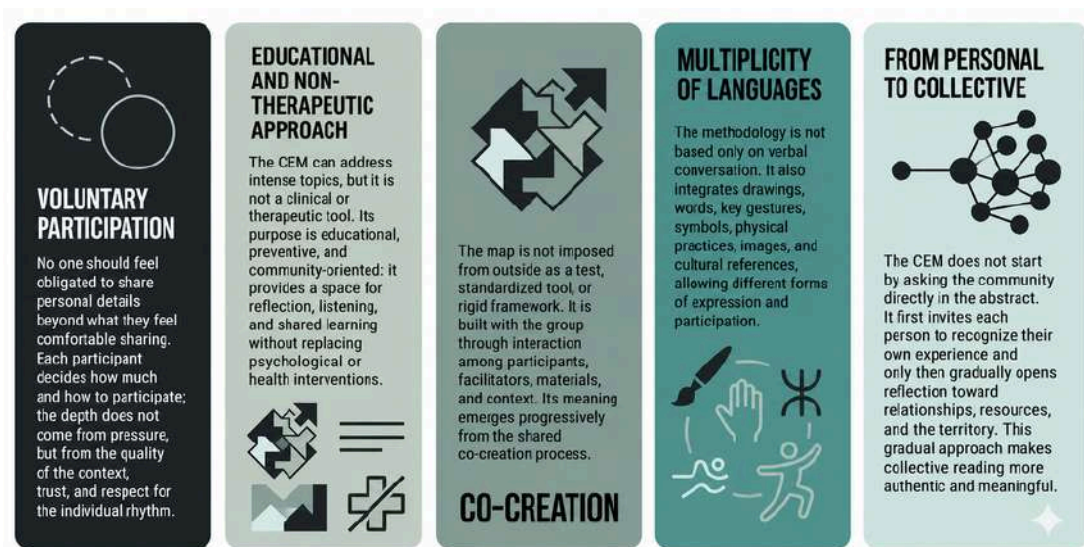 VOLUNTARY
PARTICIPATION
No one should feel
obligated to share
personal details
beyond what they feel
comfortable sharing.
Each participant
decides how much
and how to participate;
the depth does not
come from pressure,
but from the quality
of the context,
trust, and respect for
the individual rhythm.
EDUCATIONAL
AND NON-
THERAPEUTIC
APPROACH
The CEM can address
intense topics, but it is
not a clinical or
therapeutic tool. Its
purpose is educational,
preventive, and
community-oriented: it
provides a space for
reflection, listening,
and shared learning
without replacing
psychological or
health interventions.
The map is not imposed
from outside as a test,
standardized tool, or
rigid framework. It is
built with the group
through interaction
among participants,
facilitators, materials,
and context. Its meaning
emerges progressively
from the shared
co-creation process.
CO-CREATION
MULTIPLICITY
OF LANGUAGES
The methodology is not
based only on verbal
conversation. It also
integrates drawings,
words, key gestures,
symbols, physical
practices, images, and
cultural references,
allowing different forms
of expression and
participation.
FROM PERSONAL
TO COLLECTIVE
The CEM does not start
by asking the community
directly in the abstract.
It first invites each
person to recognize their
own experience and
only then gradually opens
reflection toward
relationships, resources,
and the territory. This
gradual approach makes
collective reading more
authentic and meaningful.